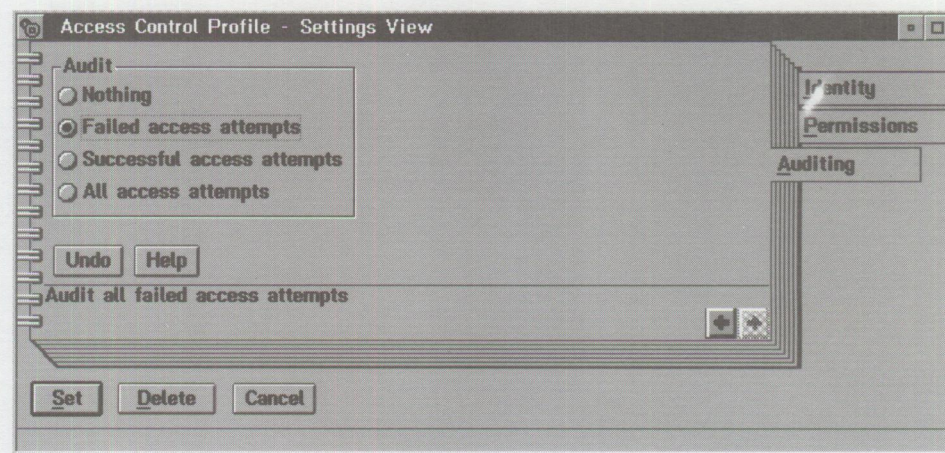 Access Control Profile - Settings View
Audit
Nothing
Failed access attempts
Successful access attempts
All access attempts
Identity
Permissions
Auditing
Undo Help
Audit all failed access attempts
Set Delete Cancel